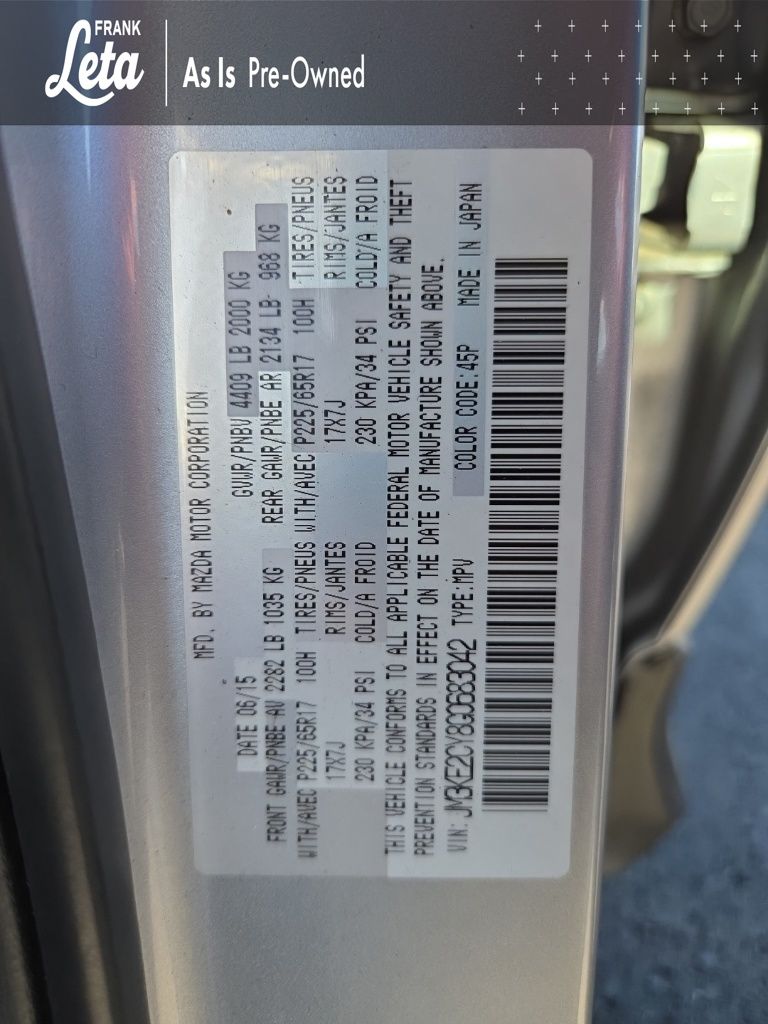 FRANK
Leta
As Is Pre-Owned
MFD. BY MAZDA MOTOR CORPORATION
DATE 06/15 GVWR/PNBV 4409 LB 2000 KG
FRONT GAWR/PNBE AV 2282 LB 1035 KG REAR GAWR/PNBE AR 2134 LB- 968 KG
WITH/AVEC P225/65R17 100H TIRES/PNEUS WITH/AVEC P225/65R17 100H TIRES/PNEUS
17X7J RIMS/JANTES 17X7J RIMS/JANTES
230 KPA/34 PSI COLD/A FROID 230 KPA/34 PSI COLD/A FROID
THIS VEHICLE CONFORMS TO ALL APPLICABLE FEDERAL MOTOR VEHICLE SAFETY AND THEFT
PREVENTION STANDARDS IN EFFECT ON THE DATE OF MANUFACTURE SHOWN ABOVE.
VIN: JM3KE2CY8G0683042 TYPE:MPV COLOR CODE:45P MADE IN JAPAN